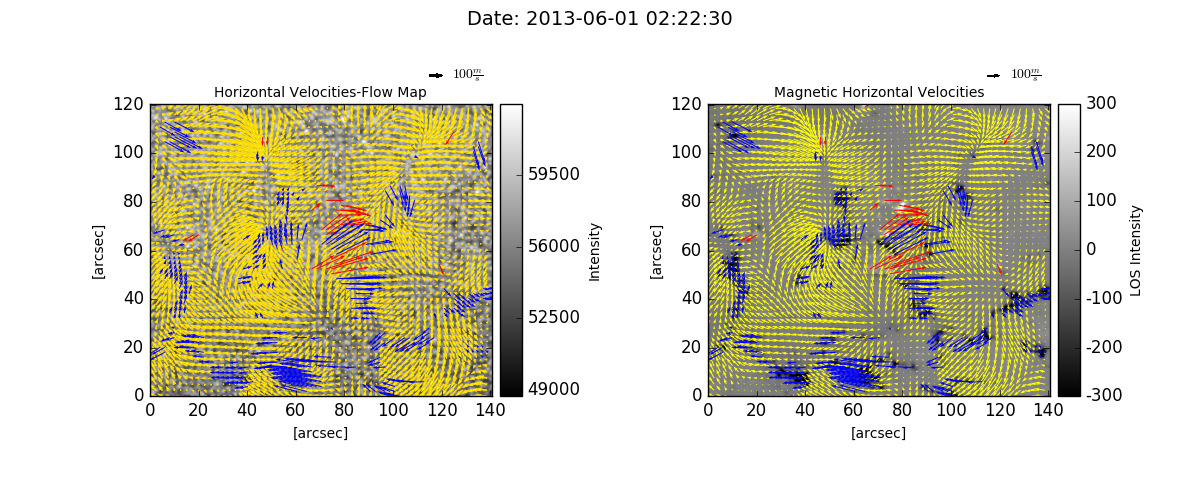 Date: 2013-06-01 02:22:30
100 m/s
Horizontal Velocities-Flow Map
120
100
80
60
40
20
0
[arcsec]
0 20 40 60 80 100 120 140
[arcsec]
59500
56000
52500
49000
Intensity
100 m/s
Magnetic Horizontal Velocities
120
100
80
60
40
20
0
[arcsec]
0 20 40 60 80 100 120 140
[arcsec]
300
200
100
0
-100
-200
-300
LOS Intensity